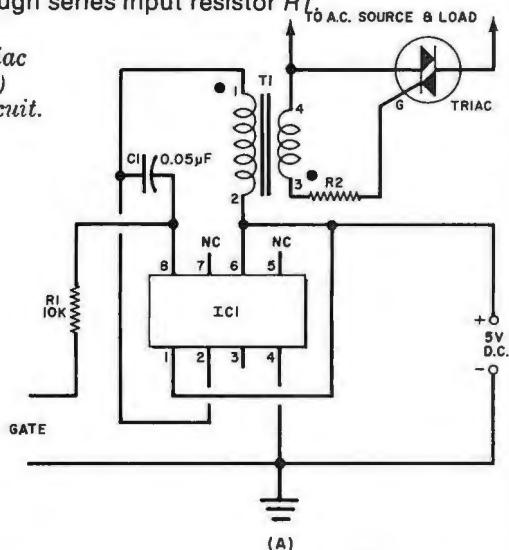 ough series input resistor R1.
iac
)
cuit.
TO A.C. SOURCE & LOAD
T1
1
4
G
TRIAC
C1
0.05µF
3
R2
2
NC
NC
8
7
6
5
R1
10K
IC1
+
5V
D.C.
-
1
2
3
4
GATE
(A)